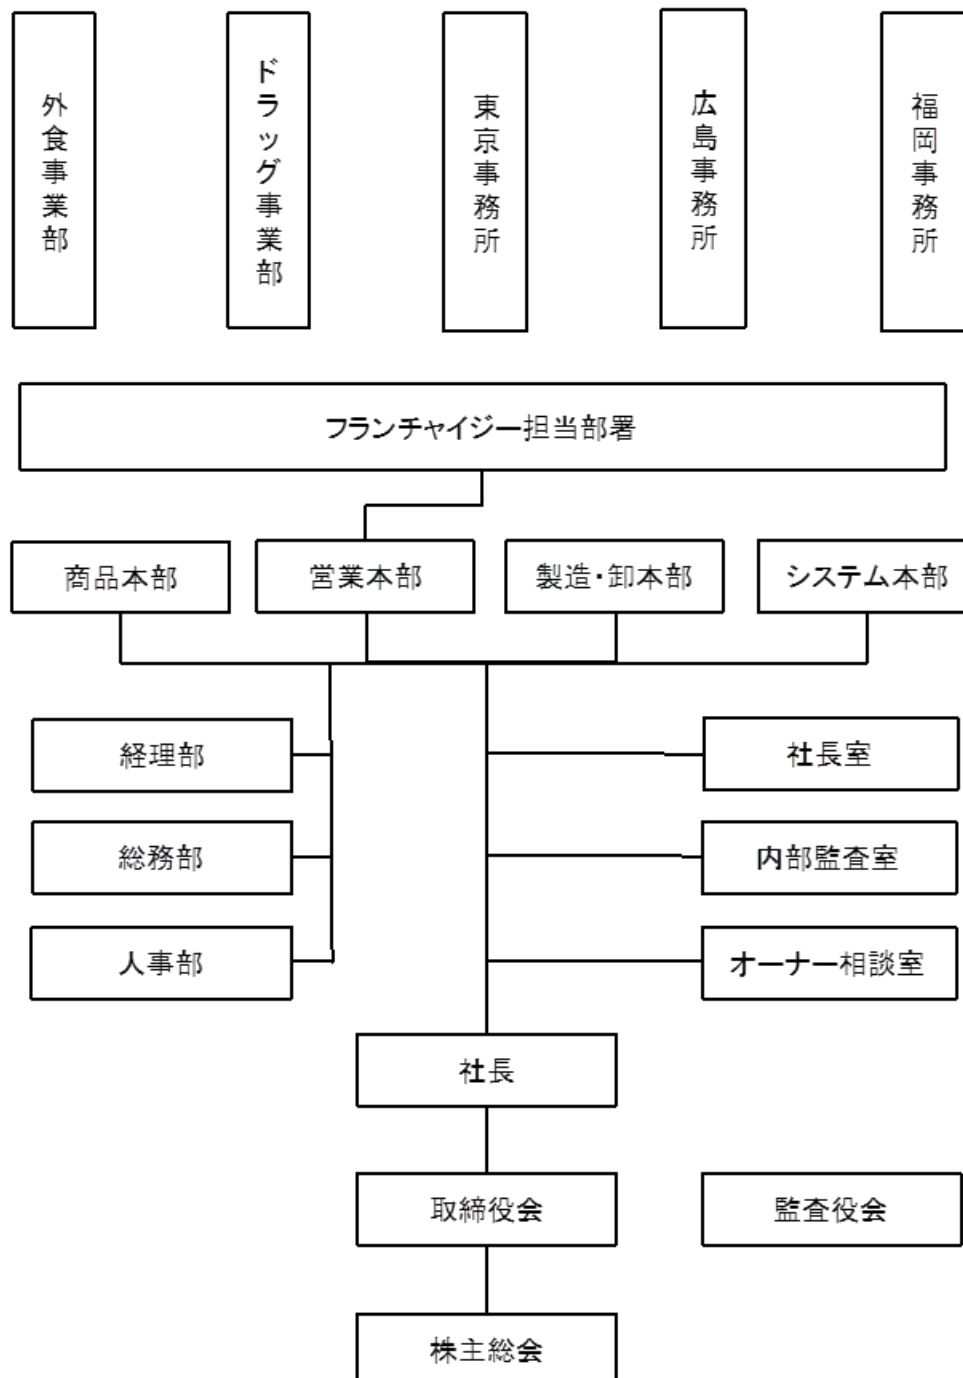 外食事業部
ドラッグ事業部
東京事務所
広島事務所
福岡事務所
フランチャイジー担当部署
商品本部
営業本部
製造・卸本部
システム本部
経理部
社長室
総務部
内部監査室
人事部
オーナー相談室
社長
取締役会
監査役会
株主総会